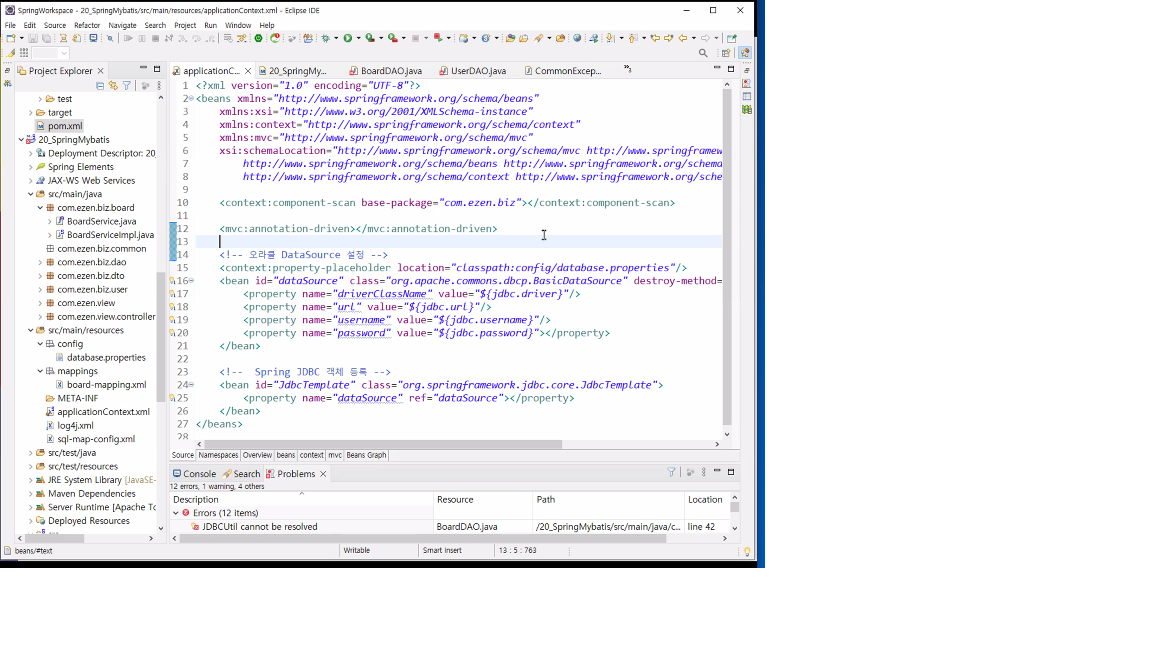 SpringWorkspace - 20_SpringMybatis/src/main/resources/applicationContext.xml - Eclipse IDE
File Edit Source Refactor Navigate Search Project Run Window Help
Project Explorer
test
target
pom.xml
20_SpringMybatis
Deployment Descriptor: 20_
Spring Elements
JAX-WS Web Services
src/main/java
com.ezen.biz.board
BoardService.java
BoardServiceImpl.java
com.ezen.biz.common
com.ezen.biz.dao
com.ezen.biz.dto
com.ezen.biz.user
com.ezen.view
com.ezen.view.controller
src/main/resources
config
database.properties
mappings
board-mapping.xml
META-INF
applicationContext.xml
log4j.xml
sql-map-config.xml
src/test/java
src/test/resources
JRE System Library [JavaSE-
Maven Dependencies
Server Runtime [Apache To
Deployed Resources
applicationC... 20_SpringMy... BoardDAO.java UserDAO.java CommonExcep...
1 <?xml version="1.0" encoding="UTF-8"?>
2 <beans xmlns="http://www.springframework.org/schema/beans"
3 xmlns:xsi="http://www.w3.org/2001/XMLSchema-instance"
4 xmlns:context="http://www.springframework.org/schema/context"
5 xmlns:mvc="http://www.springframework.org/schema/mvc"
6 xsi:schemaLocation="http://www.springframework.org/schema/mvc http://www.springframew
7 http://www.springframework.org/schema/beans http://www.springframework.org/schema
8 http://www.springframework.org/schema/context http://www.springframework.org/sche
9
10 <context:component-scan base-package="com.ezen.biz"></context:component-scan>
11
12 <mvc:annotation-driven></mvc:annotation-driven>
13
14 <!-- 오라클 DataSource 설정 -->
15 <context:property-placeholder location="classpath:config/database.properties"/>
16 <bean id="dataSource" class="org.apache.commons.dbcp.BasicDataSource" destroy-method=
17 <property name="driverClassName" value="${jdbc.driver}"/>
18 <property name="url" value="${jdbc.url}"/>
19 <property name="username" value="${jdbc.username}"/>
20 <property name="password" value="${jdbc.password}"></property>
21 </bean>
22
23 <!-- Spring JDBC 객체 등록 -->
24 <bean id="JdbcTemplate" class="org.springframework.jdbc.core.JdbcTemplate">
25 <property name="dataSource" ref="dataSource"></property>
26 </bean>
27 </beans>
28
Source Namespaces Overview beans context mvc Beans Graph
Console Search Problems
12 errors, 1 warning, 4 others
Description Resource Path Location
Errors (12 items)
JDBCUtil cannot be resolved BoardDAO.java /20_SpringMybatis/src/main/java/c... line 42
beans/#text Writable Smart Insert 13 : 5 : 763